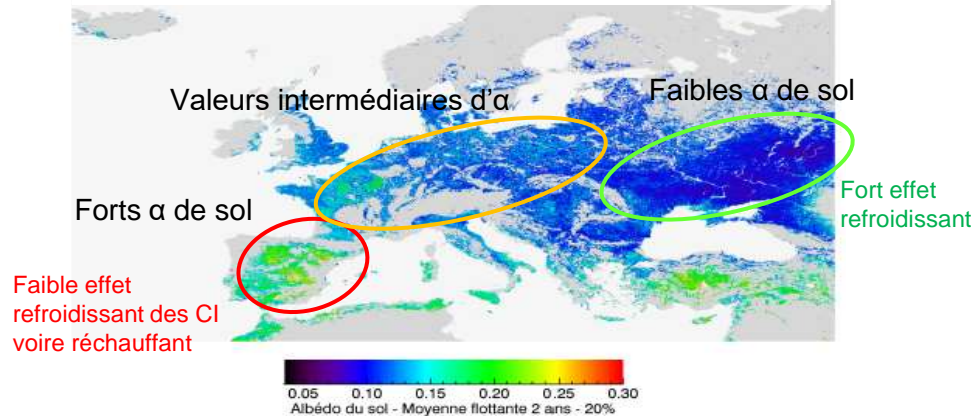 Valeurs intermédiaires d'α
Faibles α de sol
Fort effet
refroidissant
Forts α de sol
Faible effet
refroidissant des CI
voire réchauffant
0.05 0.10 0.15 0.20 0.25 0.30
Albédo du sol - Moyenne flottante 2 ans - 20%